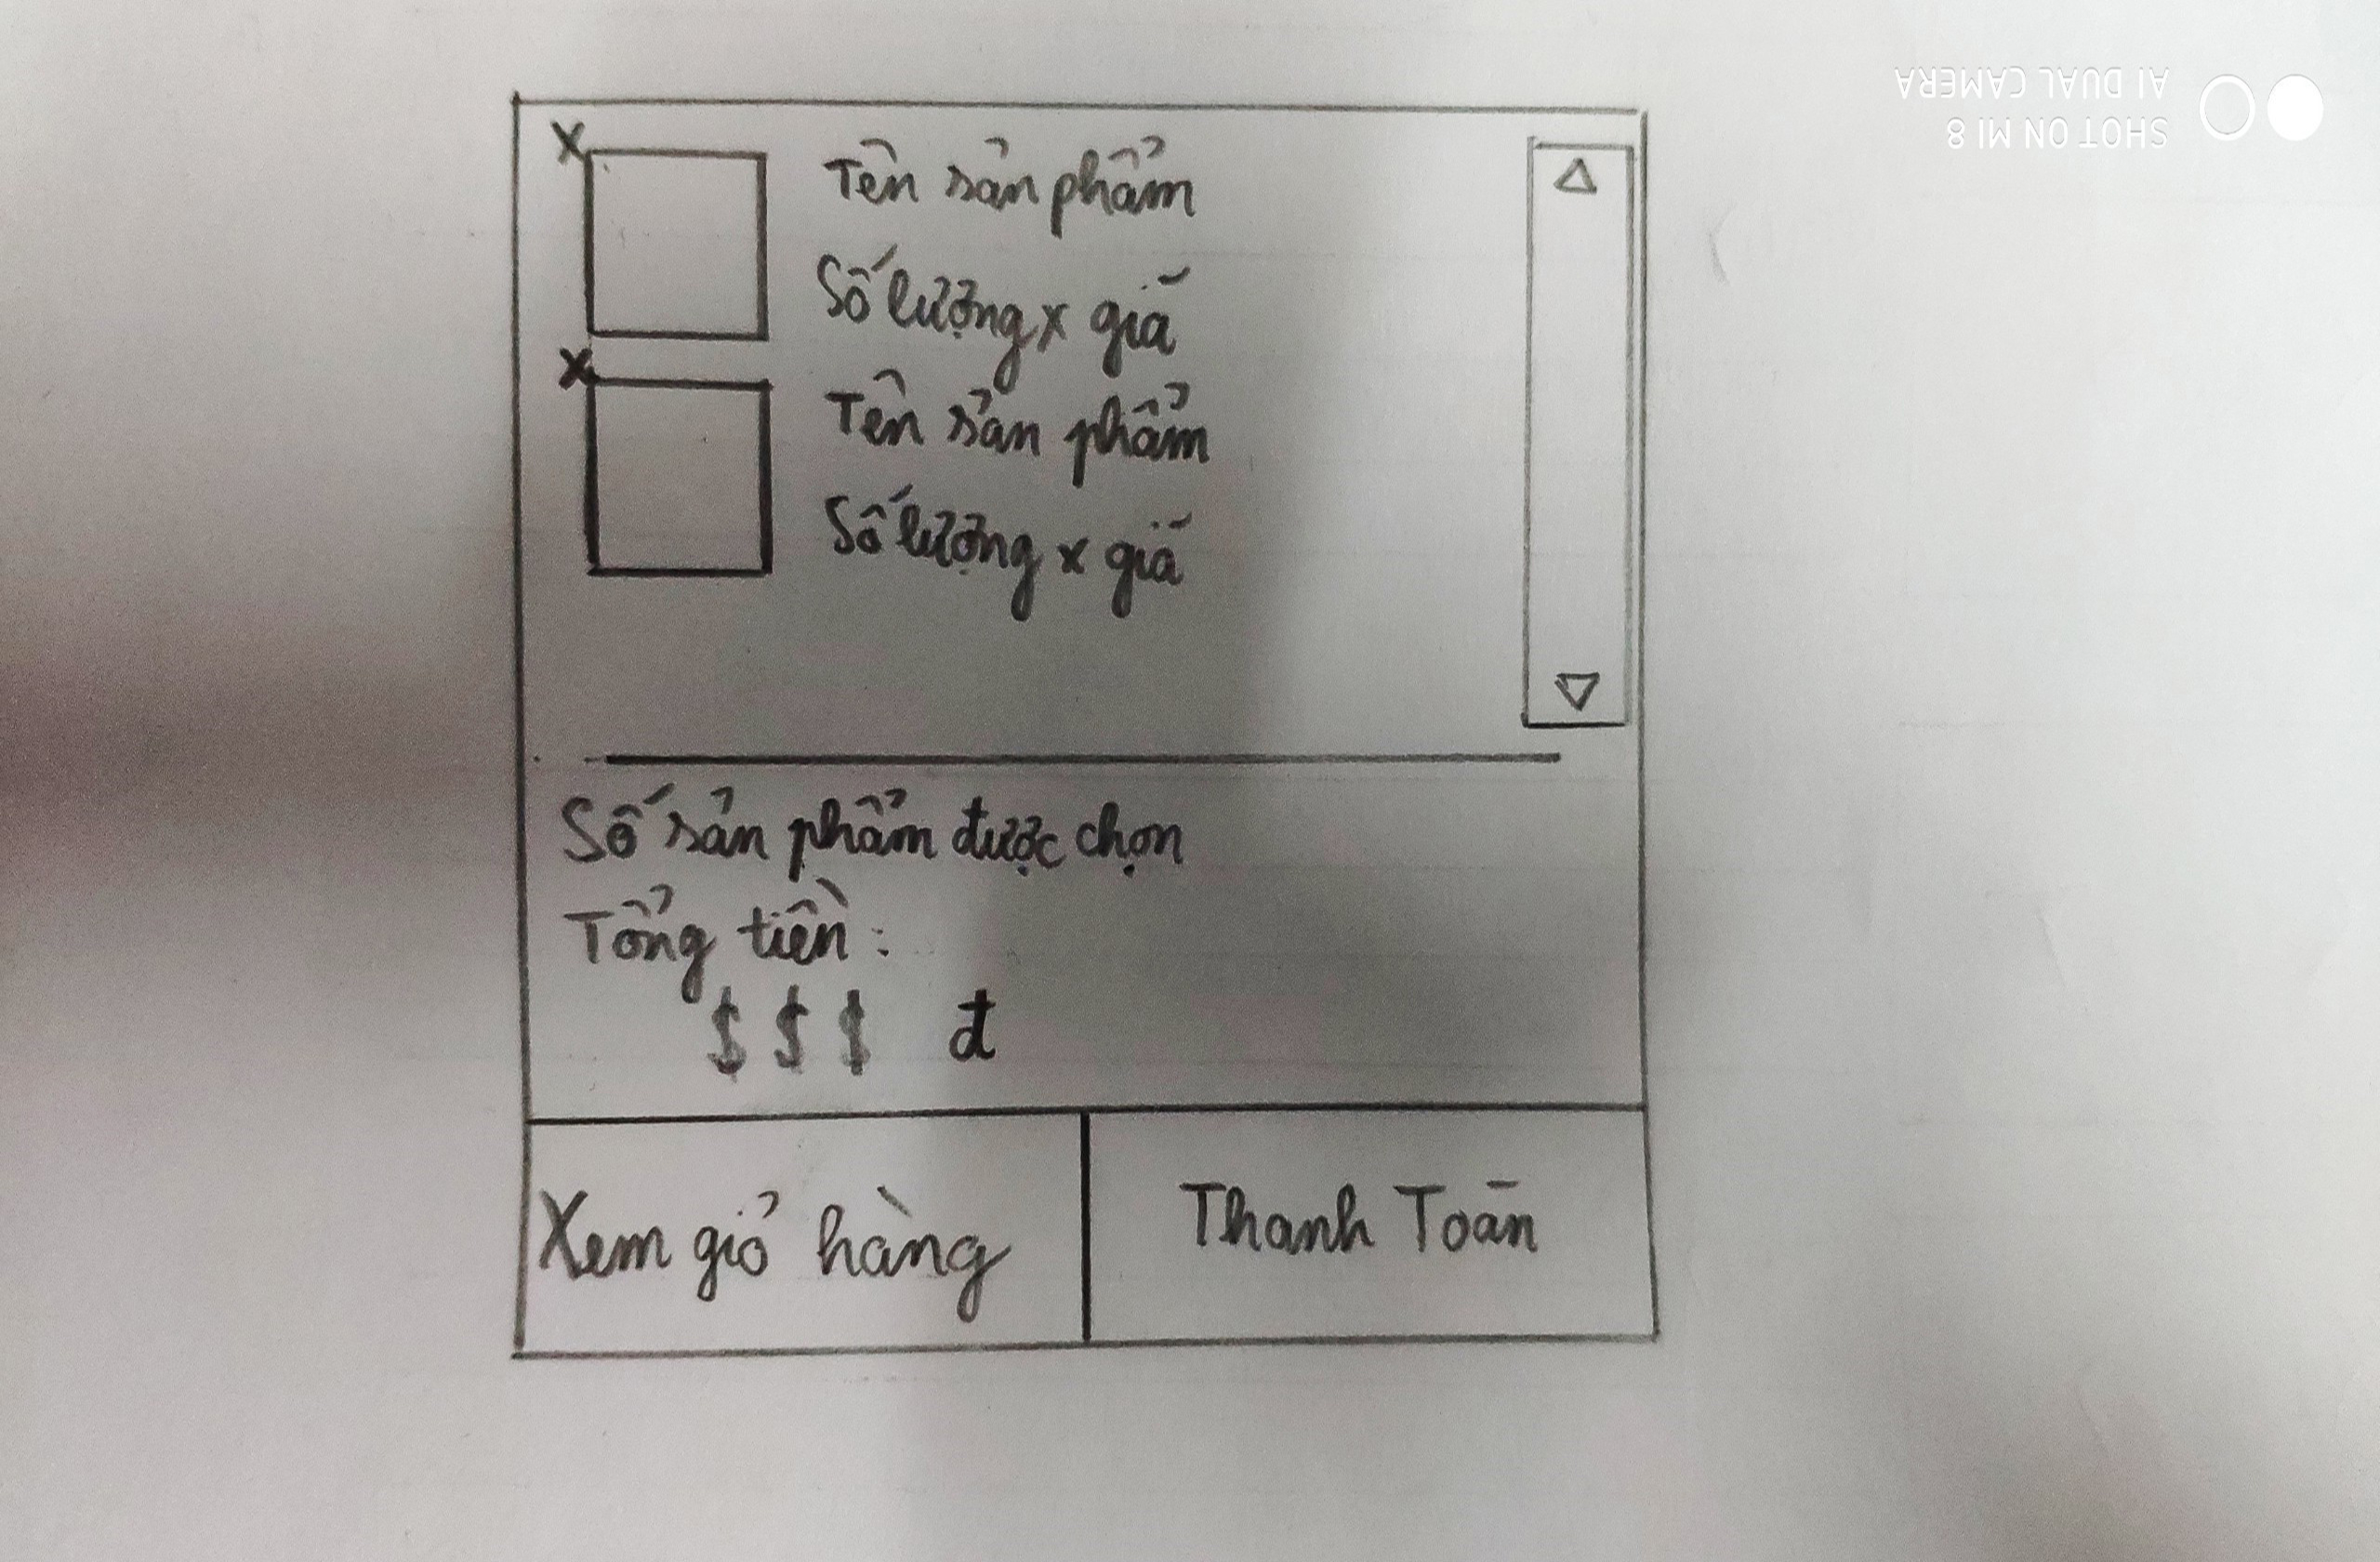 x Tên sản phẩm
Số lượng x giá
x Tên sản phẩm
Số lượng x giá
Số sản phẩm được chọn
Tổng tiền:
$ $ $ đ
Xem giỏ hàng
Thanh Toán
SHOT ON MI 8
AI DUAL CAMERA